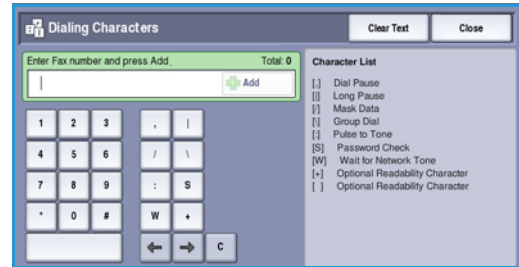 Dialing Characters
Clear Text
Close
Enter Fax number and press Add.
Total: 0
Add
1 2 3 , |
4 5 6 / \
7 8 9 : S
* 0 # W +
C
Character List
[,] Dial Pause
[|] Long Pause
[/] Mask Data
[\] Group Dial
[:] Pulse to Tone
[S] Password Check
[W] Wait for Network Tone
[+] Optional Readability Character
[ ] Optional Readability Character